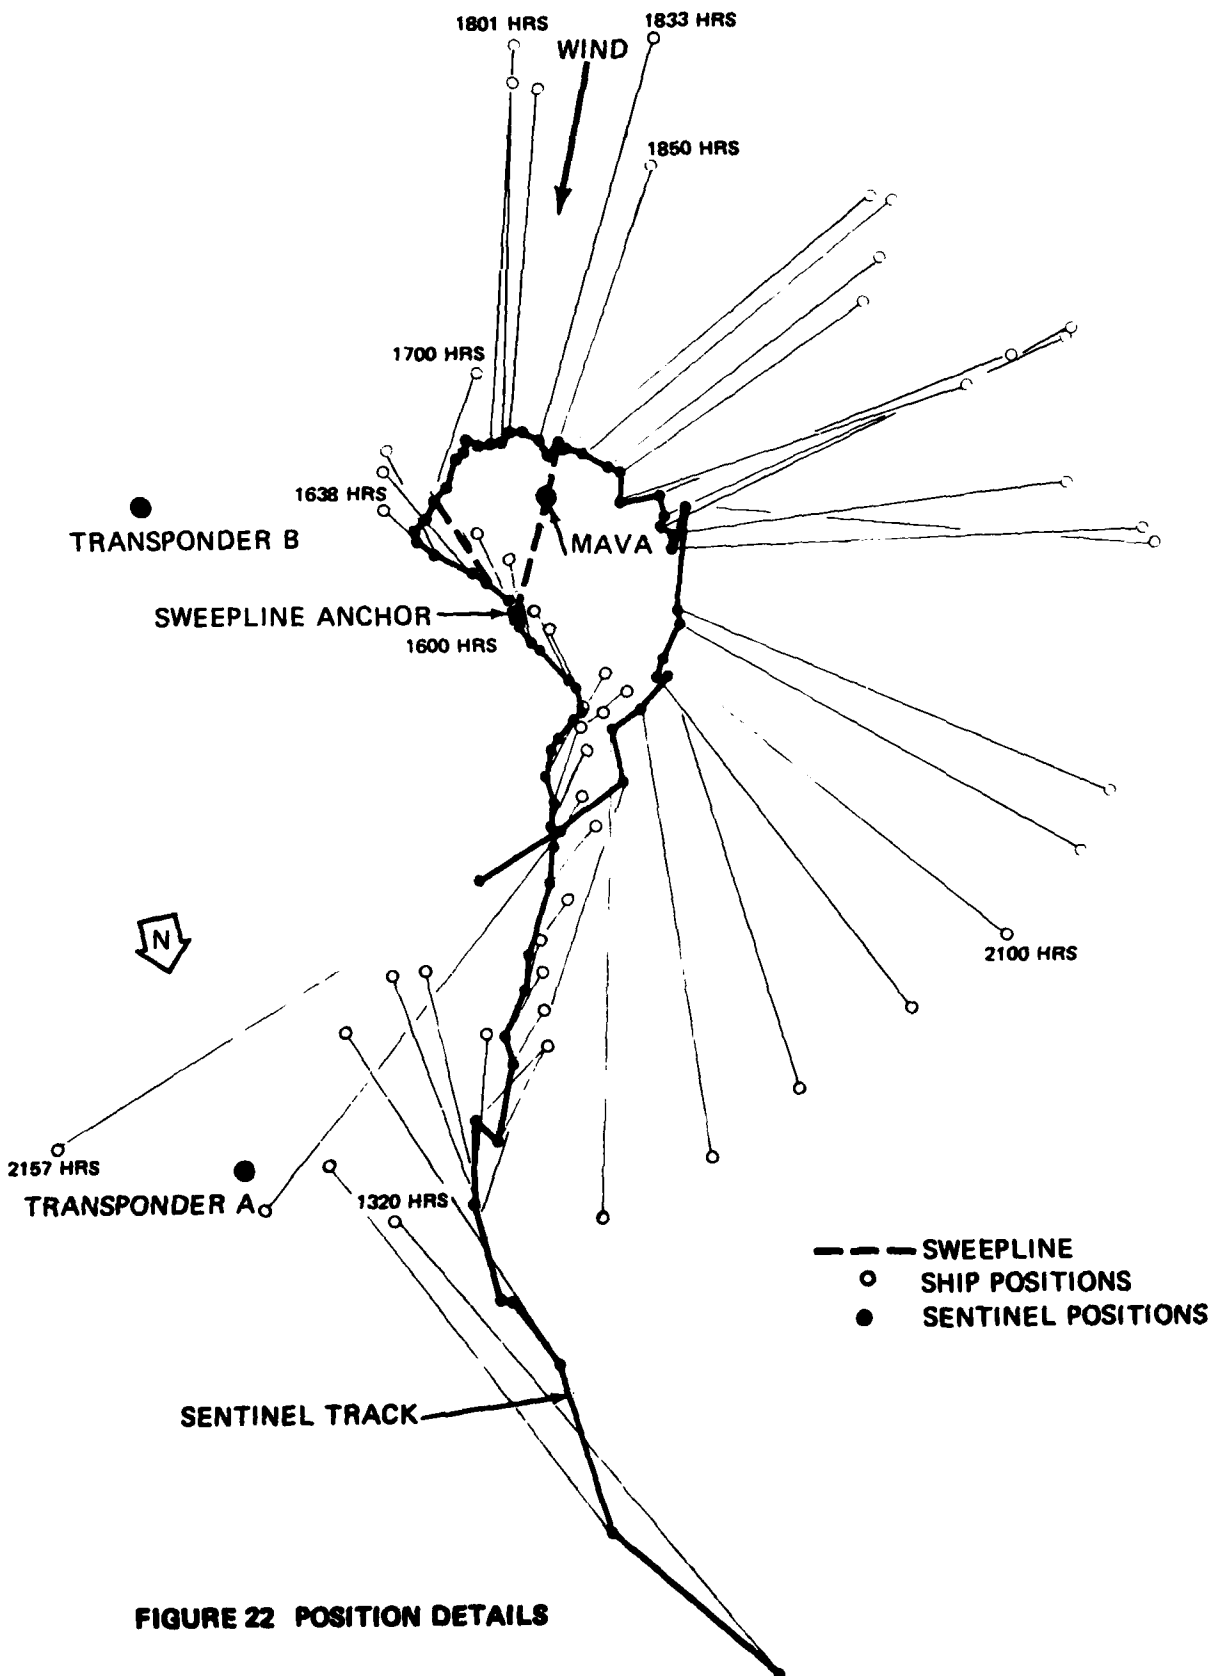 1801 HRS
1833 HRS
WIND
1850 HRS
1700 HRS
1638 HRS
TRANSPONDER B
MAVA
SWEEPLINE ANCHOR
1600 HRS
N
2100 HRS
2157 HRS
TRANSPONDER A
1320 HRS
SWEEPLINE
SHIP POSITIONS
SENTINEL POSITIONS
SENTINEL TRACK
FIGURE 22 POSITION DETAILS